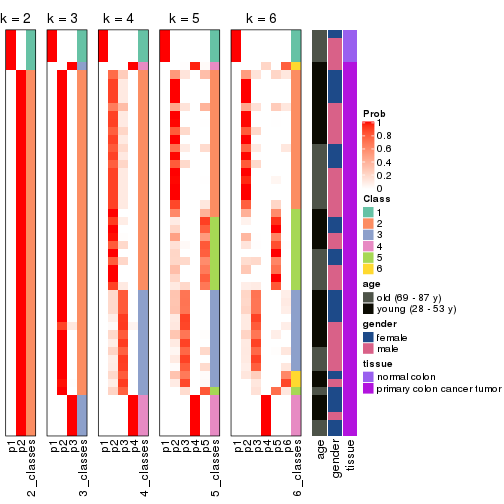 k = 2
k = 3
k = 4
k = 5
k = 6
Prob
1
0.8
0.6
0.4
0.2
0
Class
1
2
3
4
5
6
age
old (69 - 87 y)
young (28 - 53 y)
gender
female
male
tissue
normal colon
primary colon cancer tumor
p1
p2
2_classes
p1
p2
p3
3_classes
p1
p2
p3
p4
4_classes
p1
p2
p3
p4
p5
5_classes
p1
p2
p3
p4
p5
p6
6_classes
age
gender
tissue